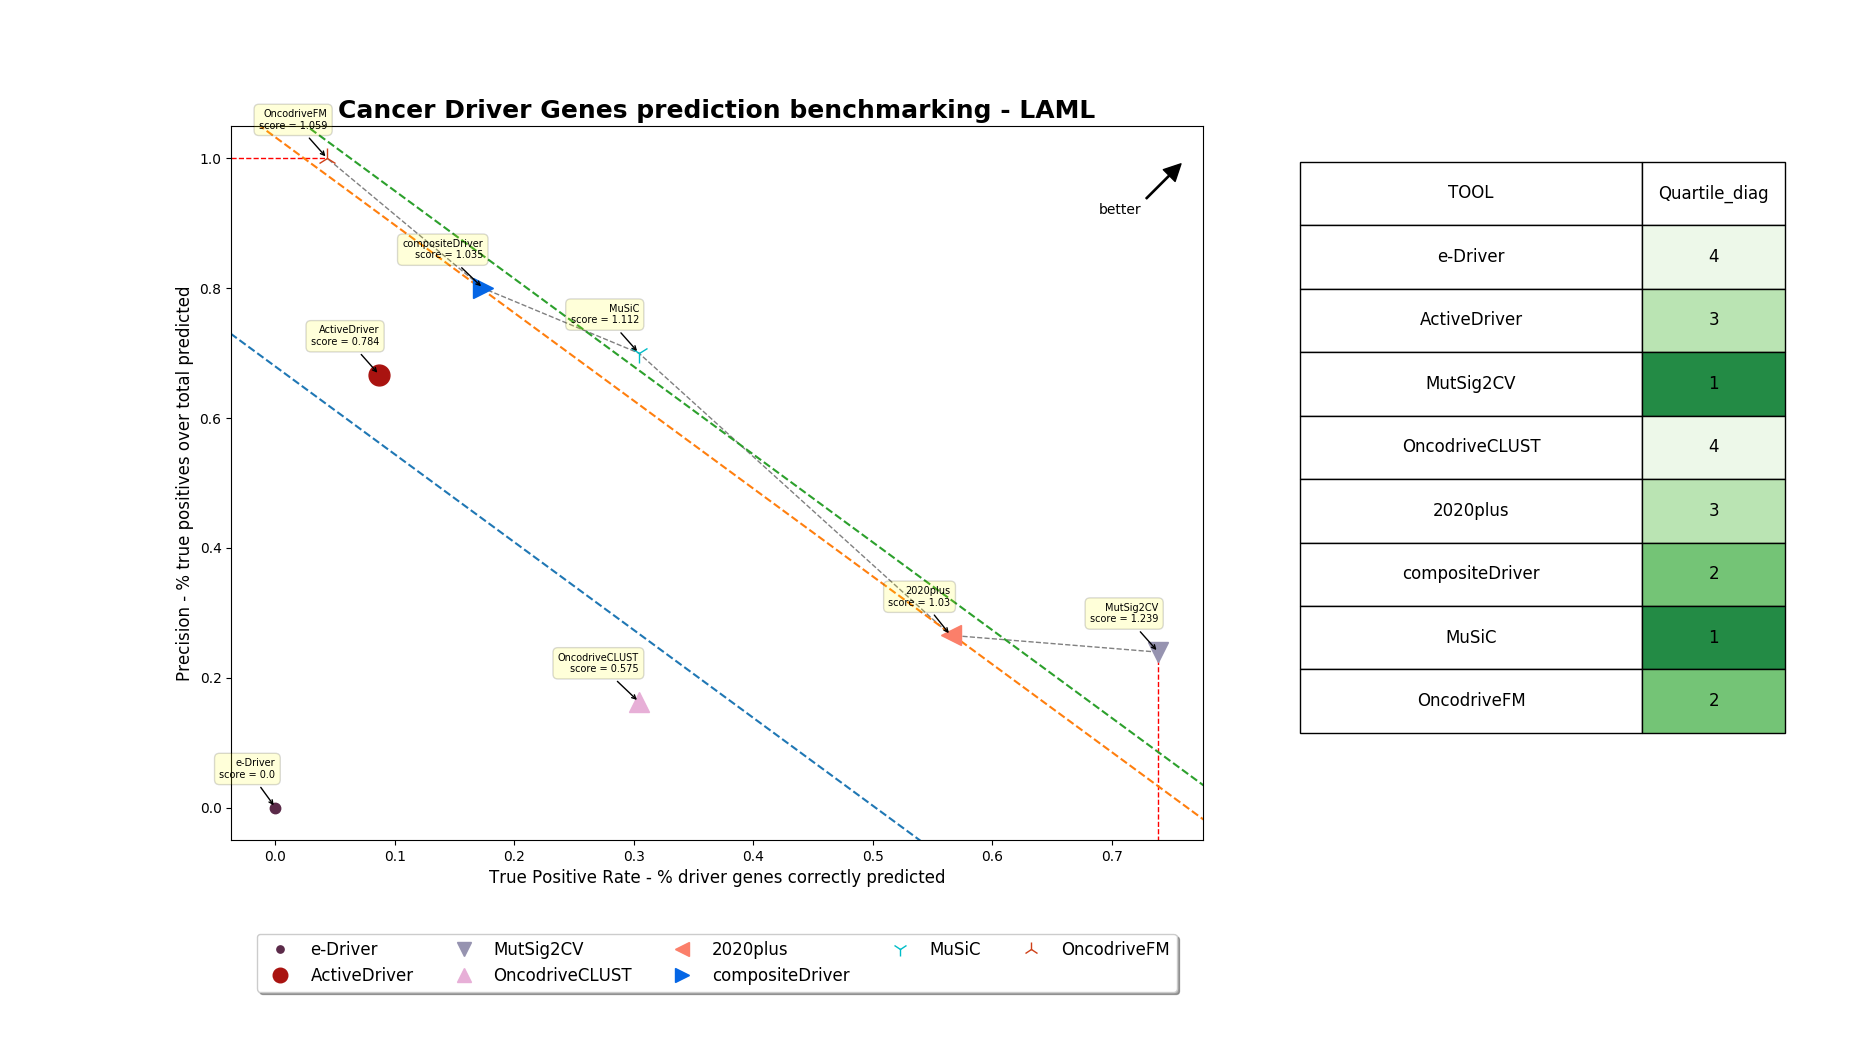 Cancer Driver Genes prediction benchmarking - LAML
OncodriveFM
score = 1.059
compositeDriver
score = 1.035
MuSiC
score = 1.112
ActiveDriver
score = 0.784
2020plus
score = 1.03
MutSig2CV
score = 1.239
OncodriveCLUST
score = 0.575
e-Driver
score = 0.0
better
Precision - % true positives over total predicted
1.0
0.8
0.6
0.4
0.2
0.0
0.0 0.1 0.2 0.3 0.4 0.5 0.6 0.7
True Positive Rate - % driver genes correctly predicted
e-Driver MutSig2CV 2020plus MuSiC OncodriveFM
ActiveDriver OncodriveCLUST compositeDriver
TOOL Quartile_diag
e-Driver 4
ActiveDriver 3
MutSig2CV 1
OncodriveCLUST 4
2020plus 3
compositeDriver 2
MuSiC 1
OncodriveFM 2